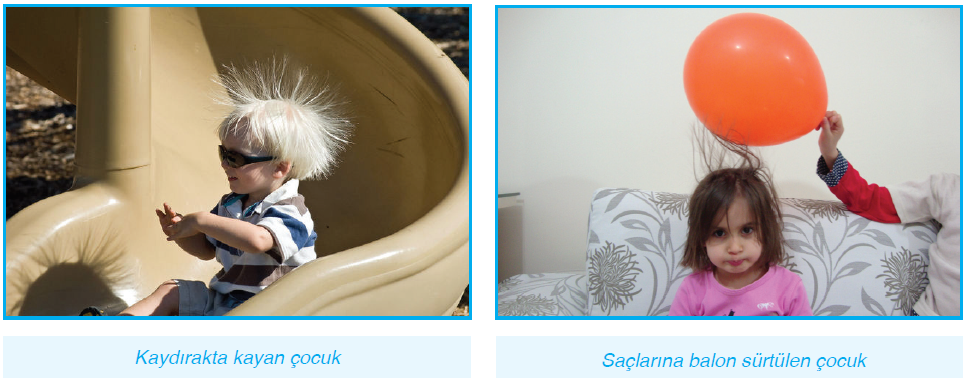 Kaydırakta kayan çocuk
Saçlarına balon sürtülen çocuk